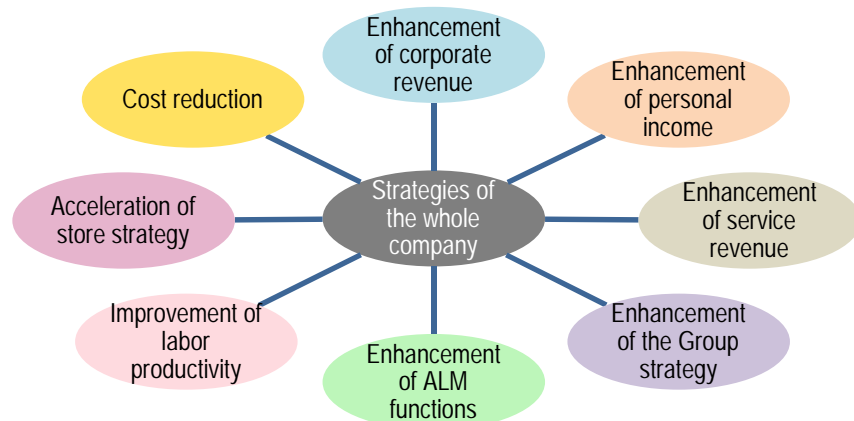 Enhancement
of corporate
revenue
Enhancement
of personal
income
Enhancement
of service
revenue
Enhancement
of the Group
strategy
Enhancement
of ALM
functions
Improvement of
labor
productivity
Acceleration of
store strategy
Cost reduction
Strategies of
the whole
company